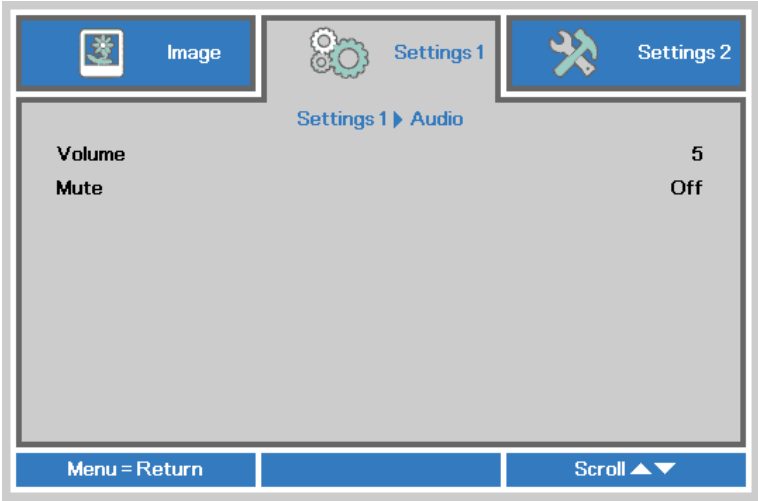 Image
Settings 1
Settings 2
Settings 1 ▶ Audio
Volume 5
Mute Off
Menu = Return
Scroll ▲▼